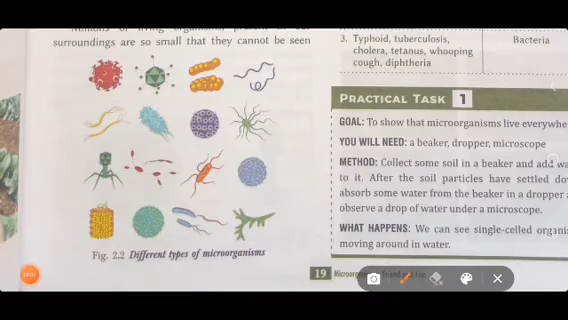 surroundings are so small that they cannot be seen
Fig. 2.2 Different types of microorganisms
3. Typhoid, tuberculosis,
cholera, tetanus, whooping
cough, diphtheria
Bacteria
PRACTICAL TASK 1
GOAL: To show that microorganisms live everywhe
YOU WILL NEED: a beaker, dropper, microscope
METHOD: Collect some soil in a beaker and add wa
to it. After the soil particles have settled do
absorb some water from the beaker in a dropper
observe a drop of water under a microscope.
WHAT HAPPENS: We can see single-celled organis
moving around in water.
19